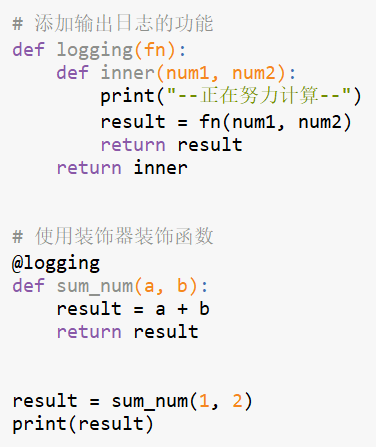 # 添加输出日志的功能
def logging(fn):
    def inner(num1, num2):
        print("--正在努力计算--")
        result = fn(num1, num2)
        return result
    return inner
# 使用装饰器装饰函数
@logging
def sum_num(a, b):
    result = a + b
    return result
result = sum_num(1, 2)
print(result)